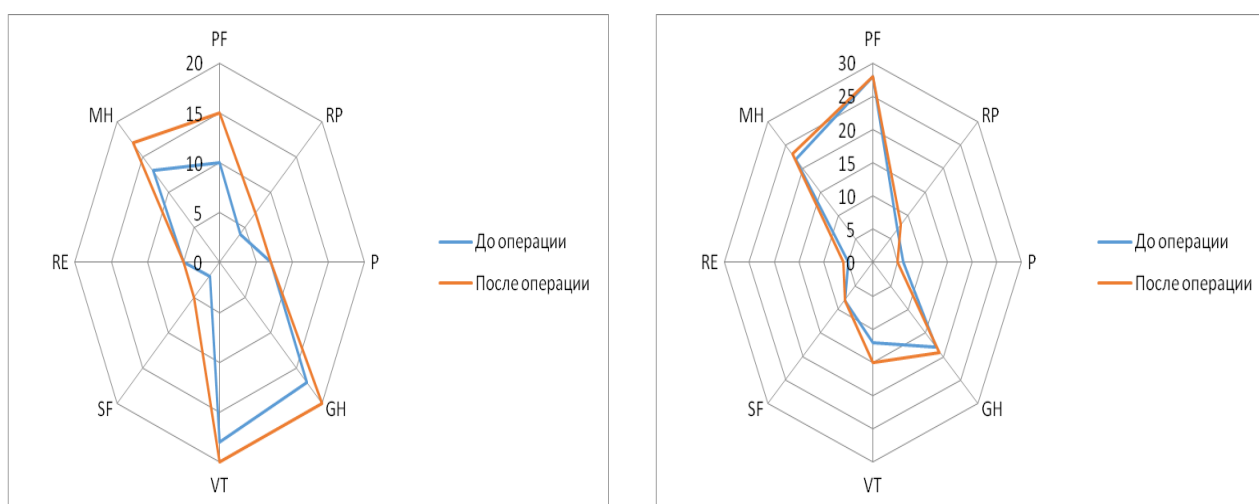 PF
20
MH
RP
15
10
5
RE
0
P
SF
GH
VT
До операции
После операции
PF
30
MH
RP
25
20
15
10
5
RE
0
P
SF
GH
VT
До операции
После операции